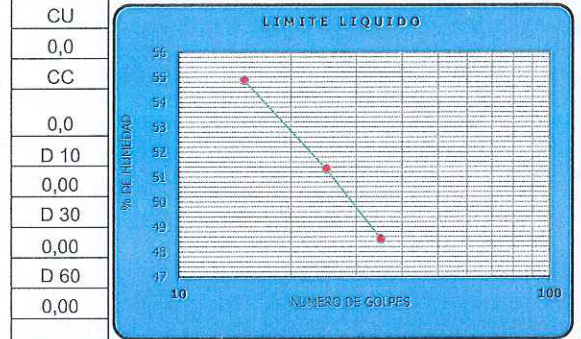 CU
0,0
CC
0,0
D 10
0,00
D 30
0,00
D 60
0,00
LIMITE LIQUIDO
% DE HUMEDAD
56
55
54
53
52
51
50
49
48
47
10
100
NUMERO DE GOLPES